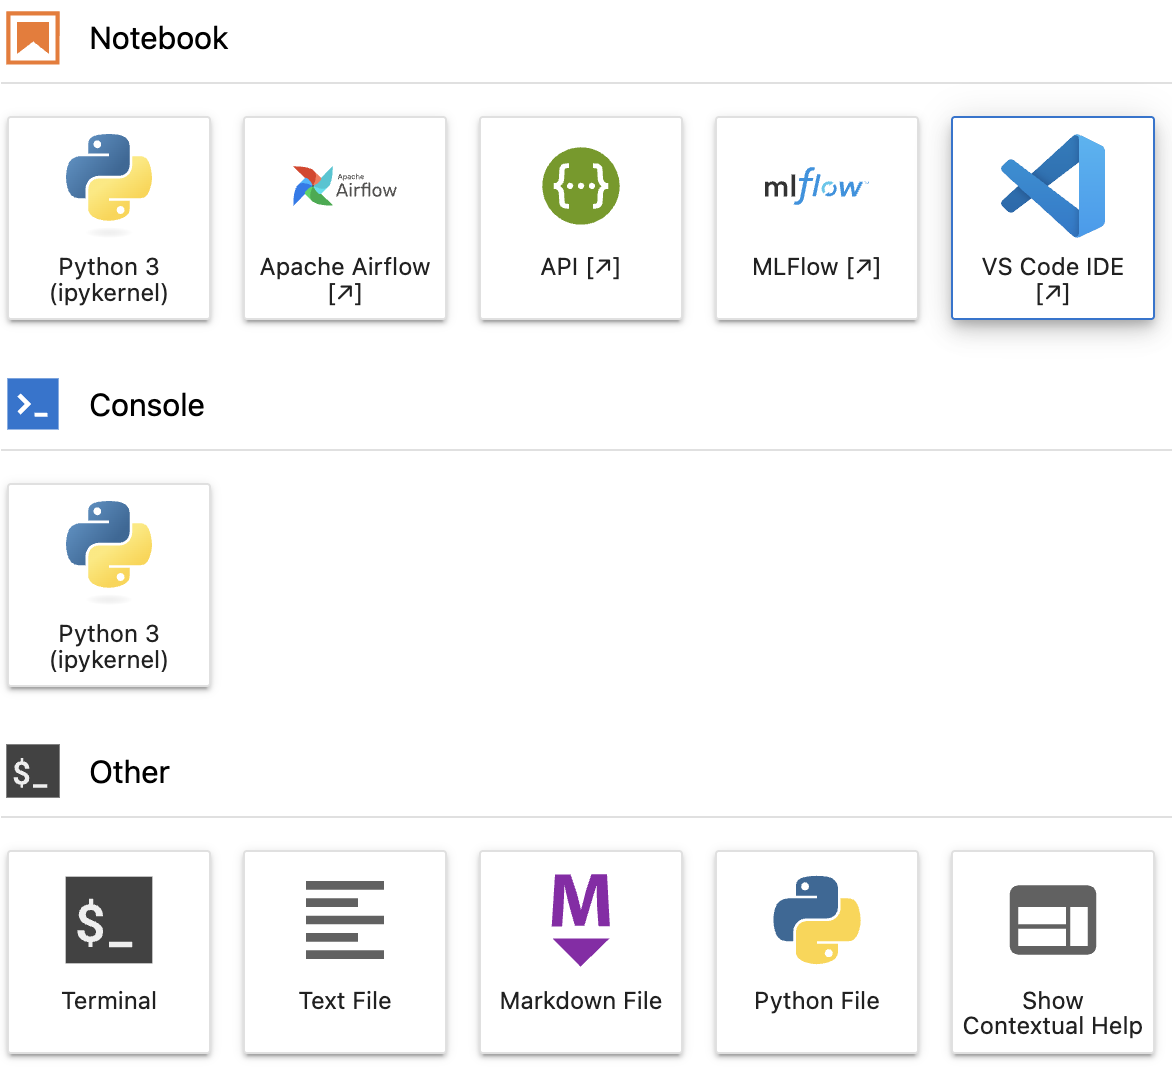 Notebook
Python 3
(ipykernel)
Apache
Airflow
Apache Airflow
[↗]
{...}
API [↗]
mlflow™
MLFlow [↗]
VS Code IDE
[↗]
>_
Console
Python 3
(ipykernel)
$_
Other
$_
Terminal
Text File
M
Markdown File
Python File
Show
Contextual Help